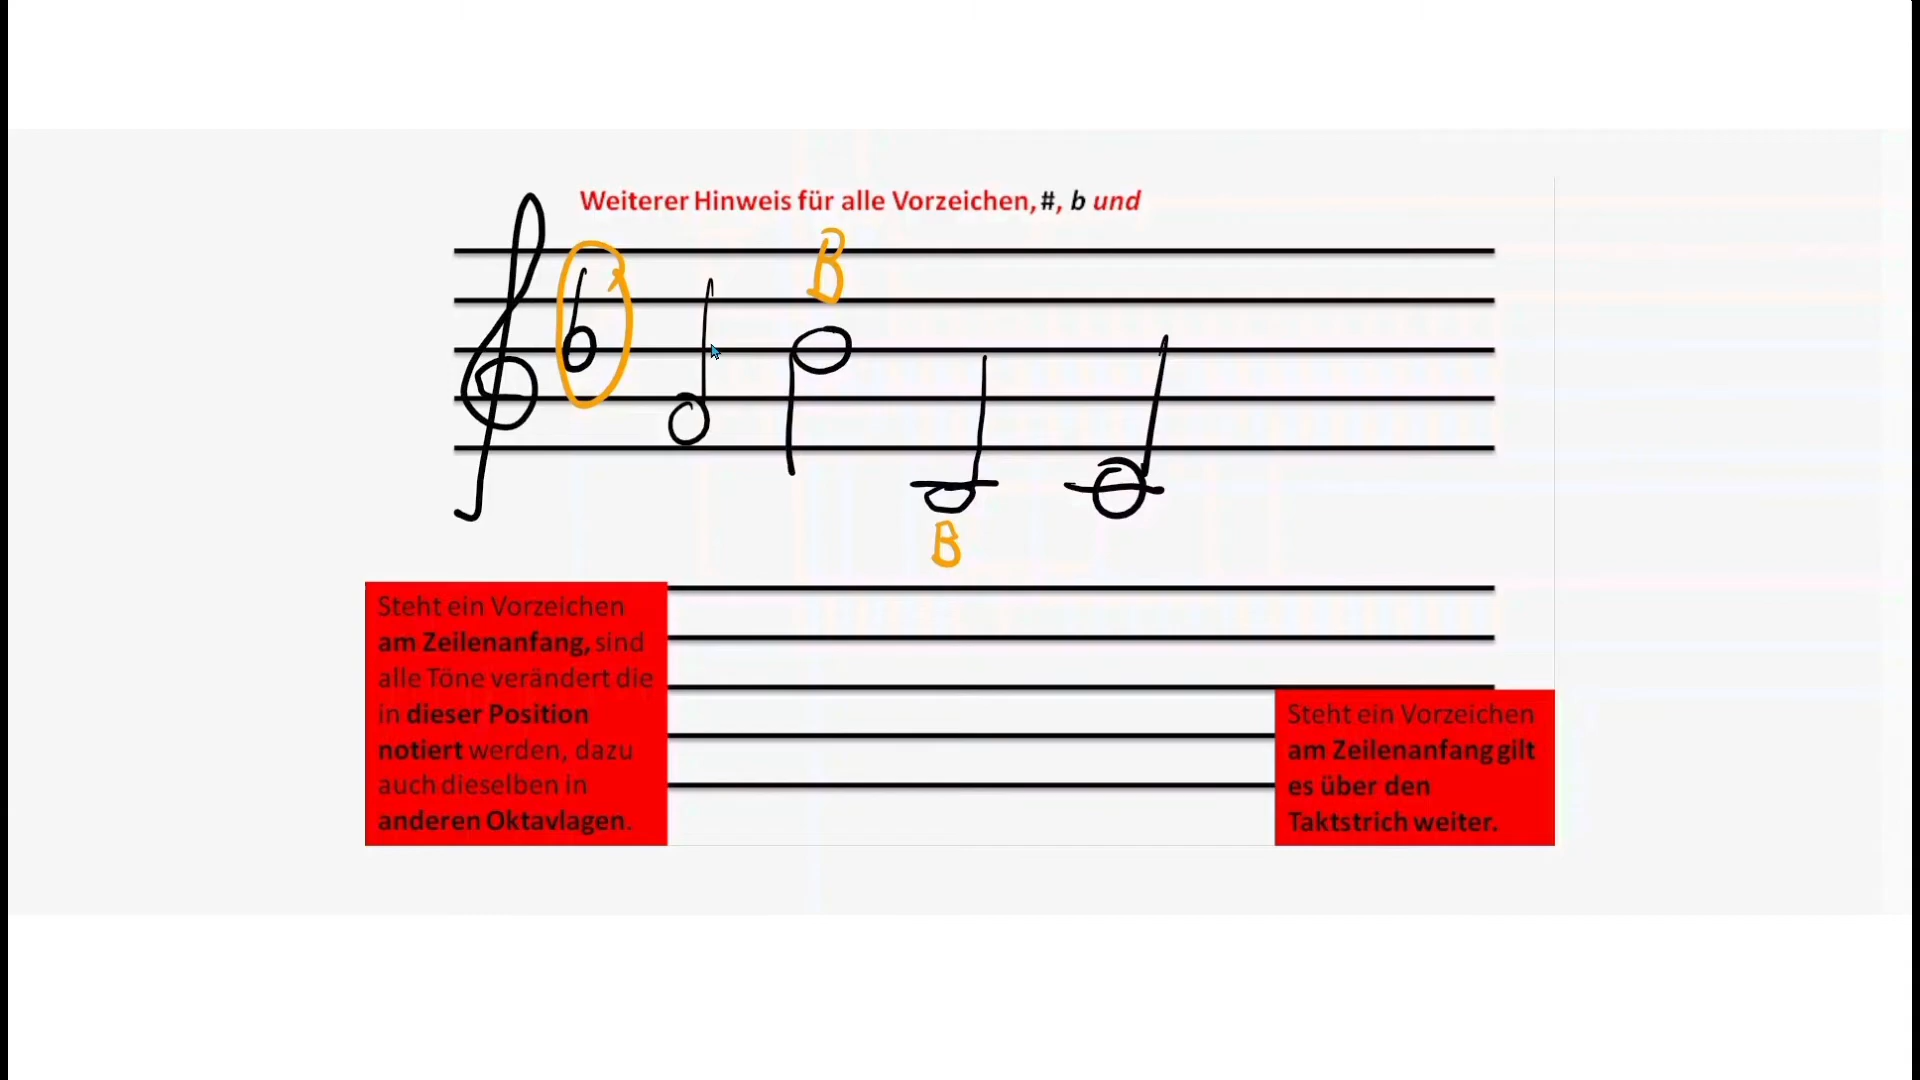 Weiterer Hinweis für alle Vorzeichen, #, b und
B
B
Steht ein Vorzeichen
am Zeilenanfang, sind
alle Töne verändert die
in dieser Position
notiert werden, dazu
auch dieselben in
anderen Oktavlagen.
Steht ein Vorzeichen
am Zeilenanfang gilt
es über den
Taktstrich weiter.